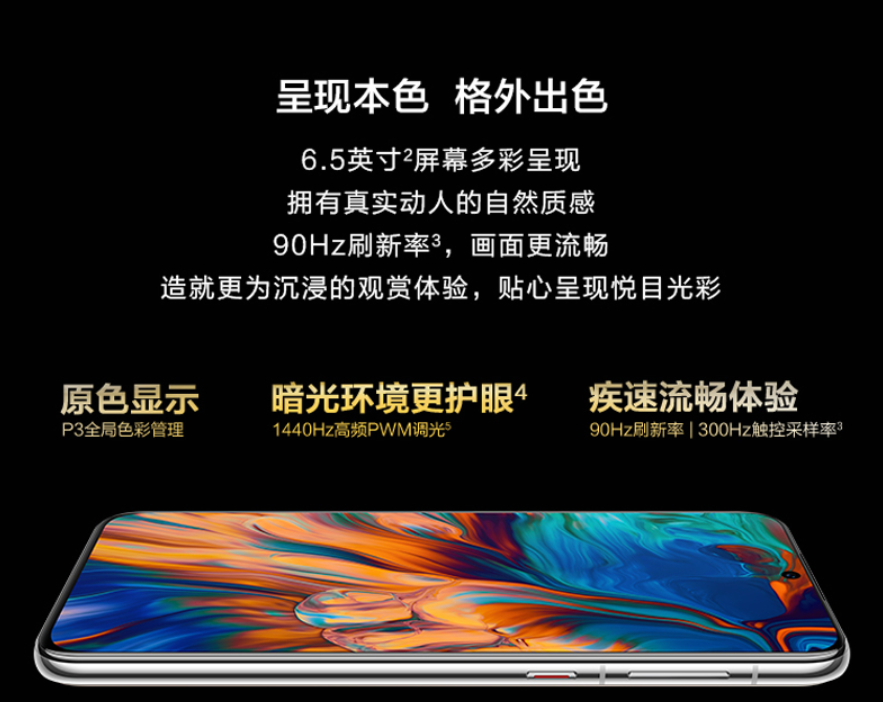 呈现本色 格外出色
6.5英寸²屏幕多彩呈现
拥有真实动人的自然质感
90Hz刷新率³，画面更流畅
造就更为沉浸的观赏体验，贴心呈现悦目光彩
原色显示
P3全局色彩管理
暗光环境更护眼⁴
1440Hz高频PWM调光⁵
疾速流畅体验
90Hz刷新率 | 300Hz触控采样率³